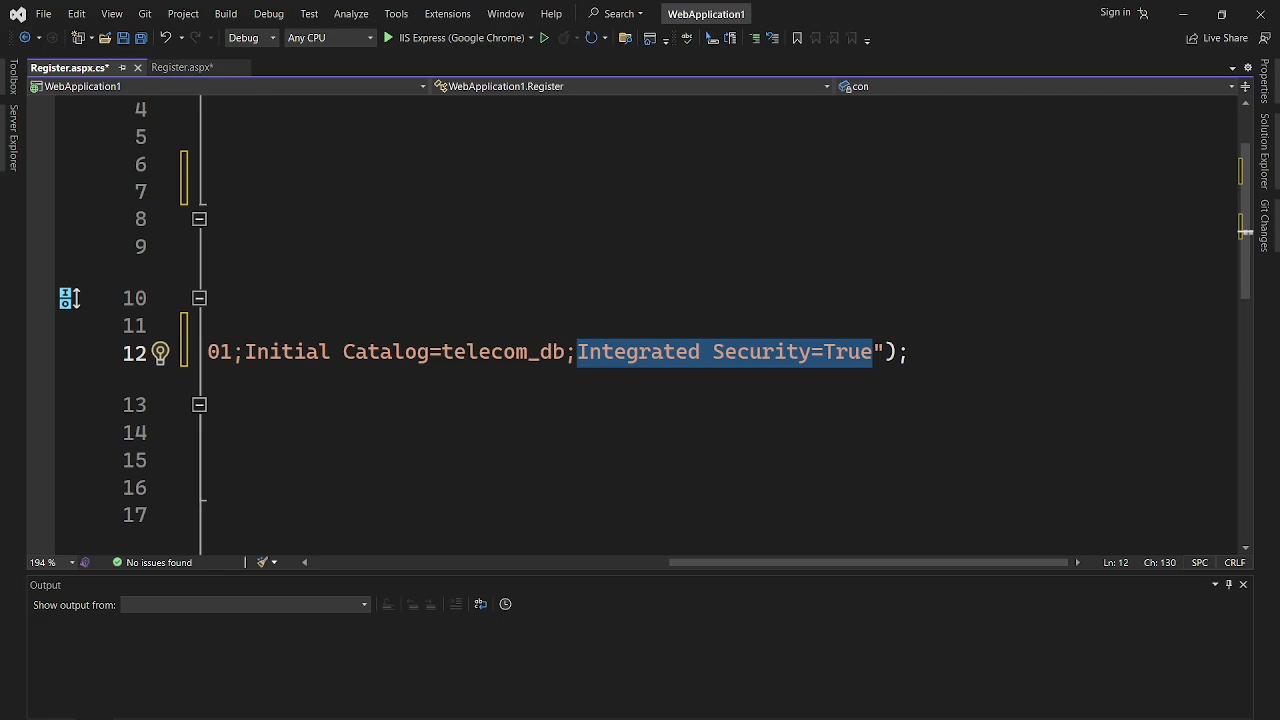 File Edit View Git Project Build Debug Test Analyze Tools Extensions Window Help Search WebApplication1 Sign in
Debug Any CPU IIS Express (Google Chrome) Live Share
Register.aspx.cs* Register.aspx*
WebApplication1 WebApplication1.Register con
Toolbox
Server Explorer
Properties
Solution Explorer
Git Changes
4
5
6
7
8
9
10
11
12 01;Initial Catalog=telecom_db;Integrated Security=True");
13
14
15
16
17
194 % No issues found Ln: 12 Ch: 130 SPC CRLF
Output
Show output from: